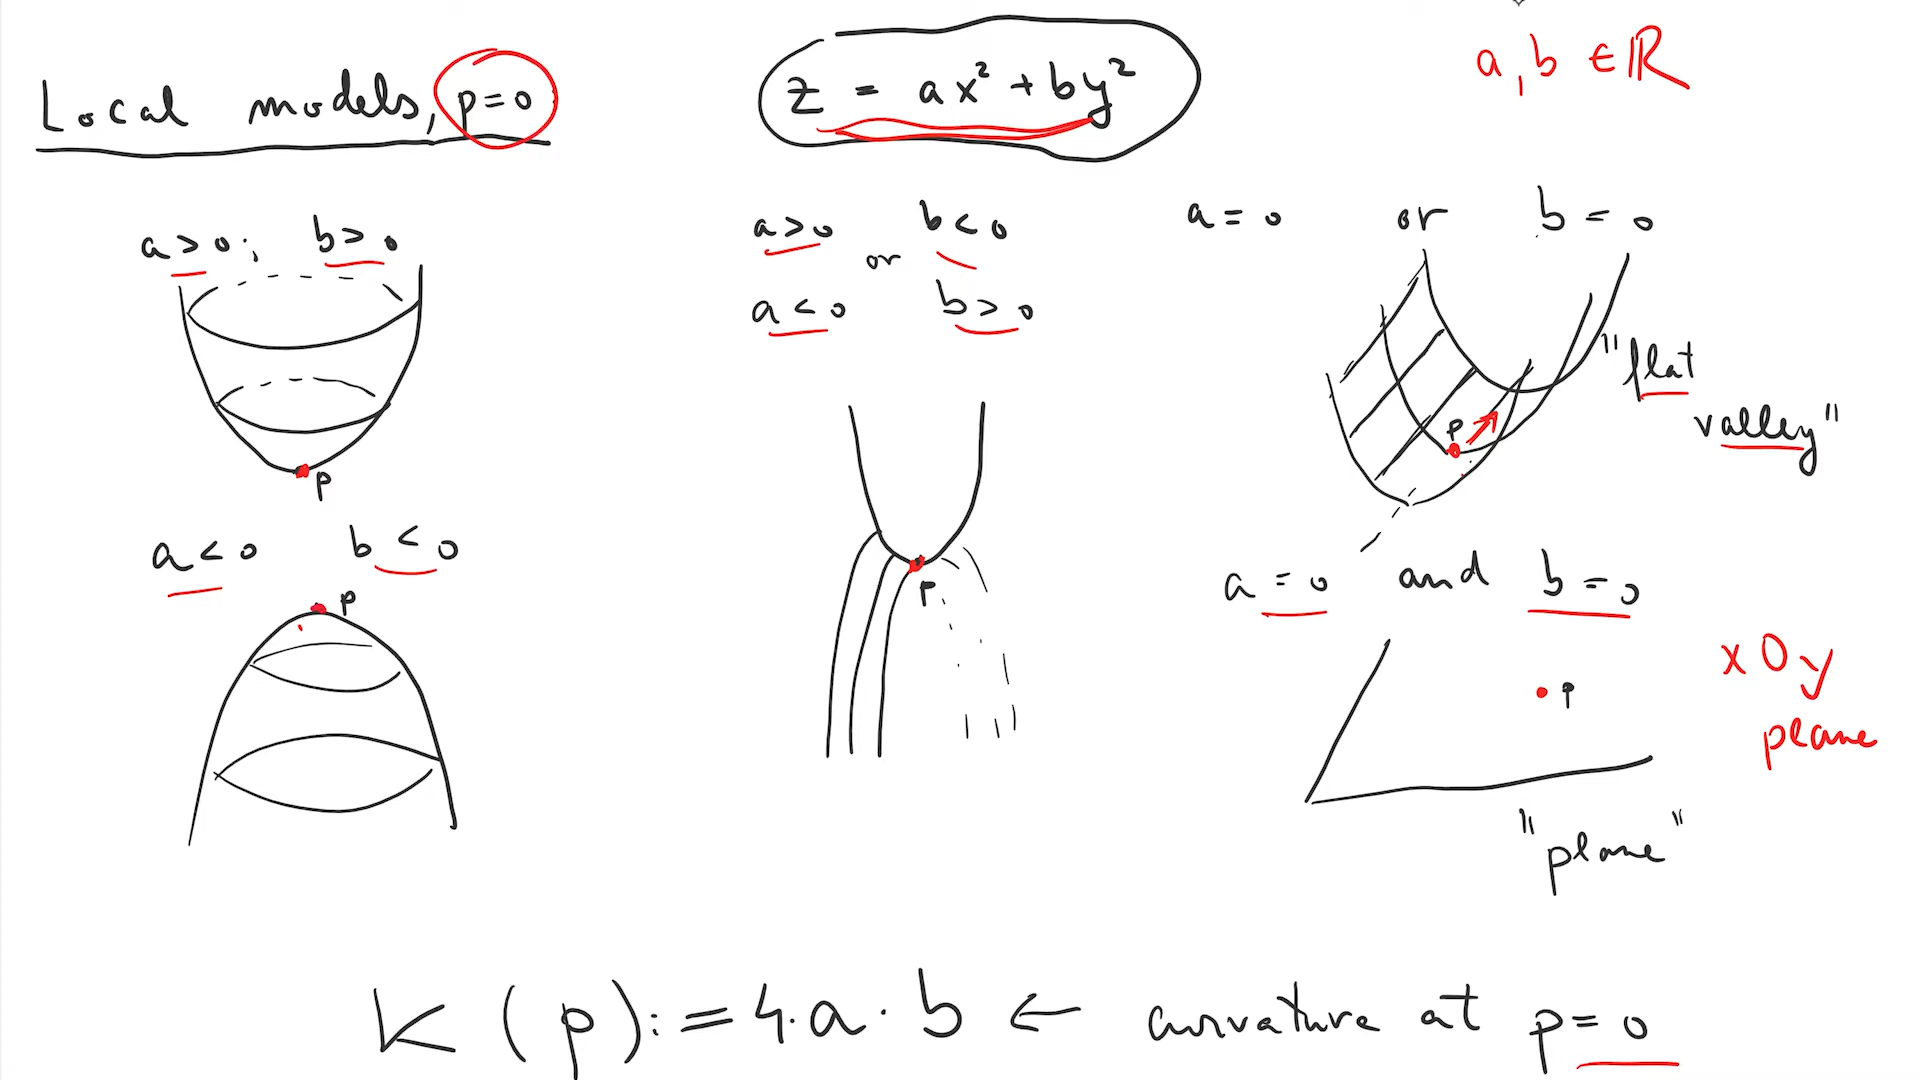 Local models, p=0
z = ax² + by²
a, b ∈ ℝ
a > 0; b > 0
p
a < 0 b < 0
p
a > 0 b < 0
or
a < 0 b > 0
p
a = 0 or b = 0
"flat
valley"
p
a = 0 and b = 0
p
xOy
plane
"plane"
K(p) := 4·a·b ← curvature at p=0